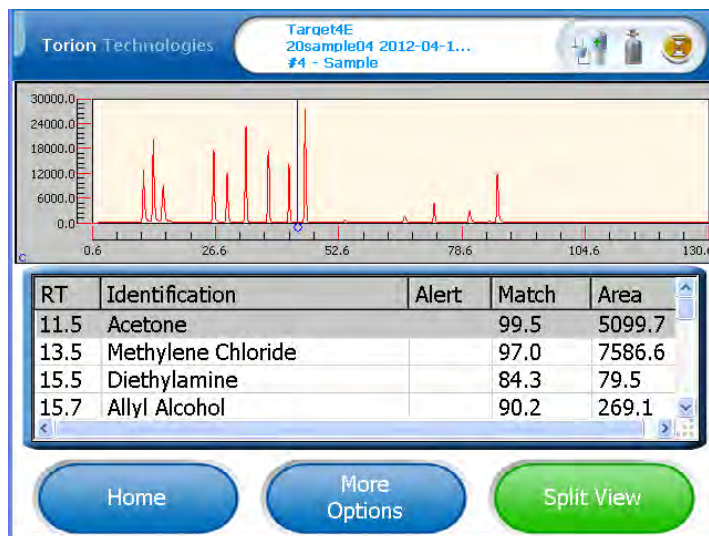 Torion Technologies
Target4E
20sample04 2012-04-1...
#4 - Sample
30000.0
24000.0
18000.0
12000.0
6000.0
0.0
C
0.6 26.6 52.6 78.6 104.6 130.6
RT Identification Alert Match Area
11.5 Acetone 99.5 5099.7
13.5 Methylene Chloride 97.0 7586.6
15.5 Diethylamine 84.3 79.5
15.7 Allyl Alcohol 90.2 269.1
Home
More
Options
Split View